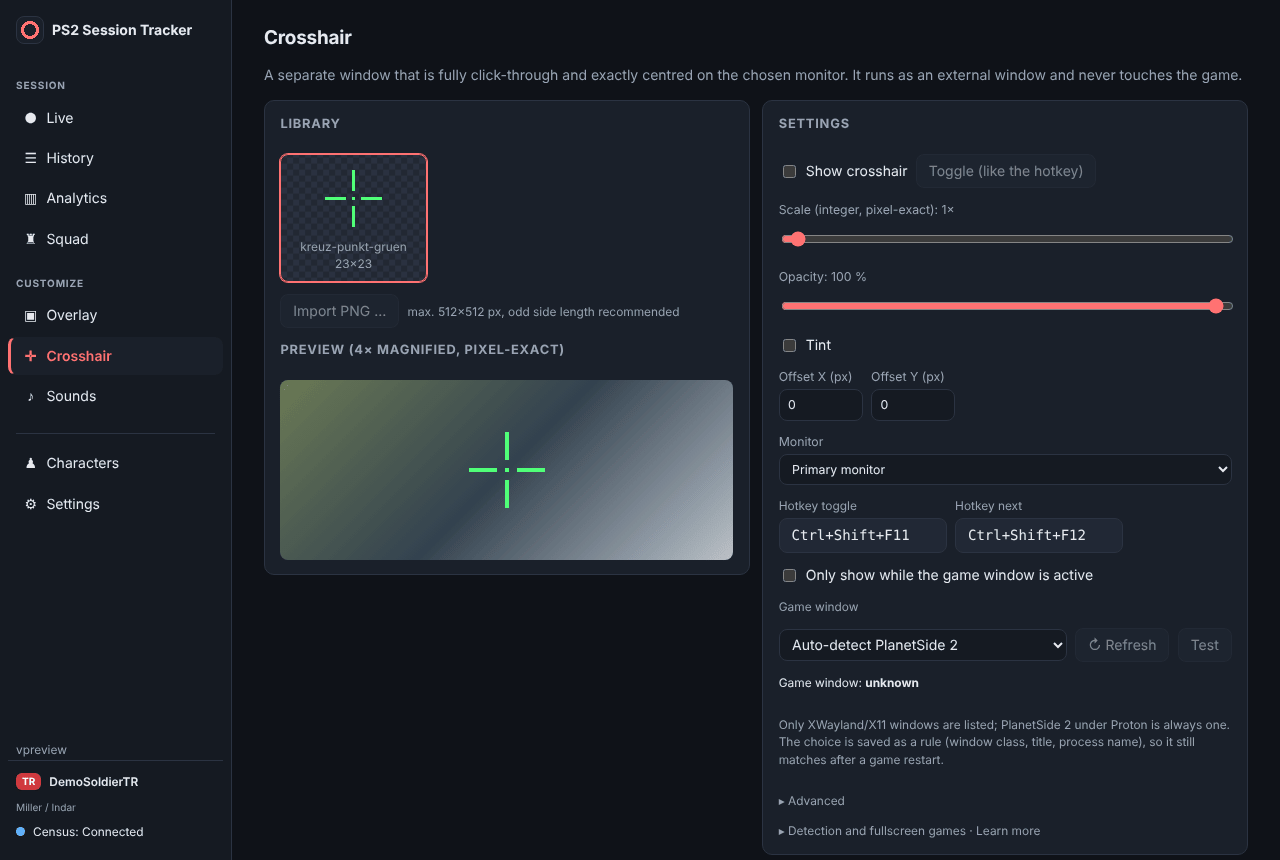 PS2 Session Tracker
SESSION
Live
History
Analytics
Squad
CUSTOMIZE
Overlay
Crosshair
Sounds
Characters
Settings
vpreview
TR DemoSoldierTR
Miller / Indar
Census: Connected
Crosshair
A separate window that is fully click-through and exactly centred on the chosen monitor. It runs as an external window and never touches the game.
LIBRARY
kreuz-punkt-gruen
23×23
Import PNG … max. 512×512 px, odd side length recommended
PREVIEW (4× MAGNIFIED, PIXEL-EXACT)
SETTINGS
Show crosshair Toggle (like the hotkey)
Scale (integer, pixel-exact): 1×
Opacity: 100 %
Tint
Offset X (px) Offset Y (px)
0 0
Monitor
Primary monitor
Hotkey toggle Hotkey next
Ctrl+Shift+F11 Ctrl+Shift+F12
Only show while the game window is active
Game window
Auto-detect PlanetSide 2 ↻ Refresh Test
Game window: unknown
Only XWayland/X11 windows are listed; PlanetSide 2 under Proton is always one.
The choice is saved as a rule (window class, title, process name), so it still
matches after a game restart.
▸ Advanced
▸ Detection and fullscreen games · Learn more